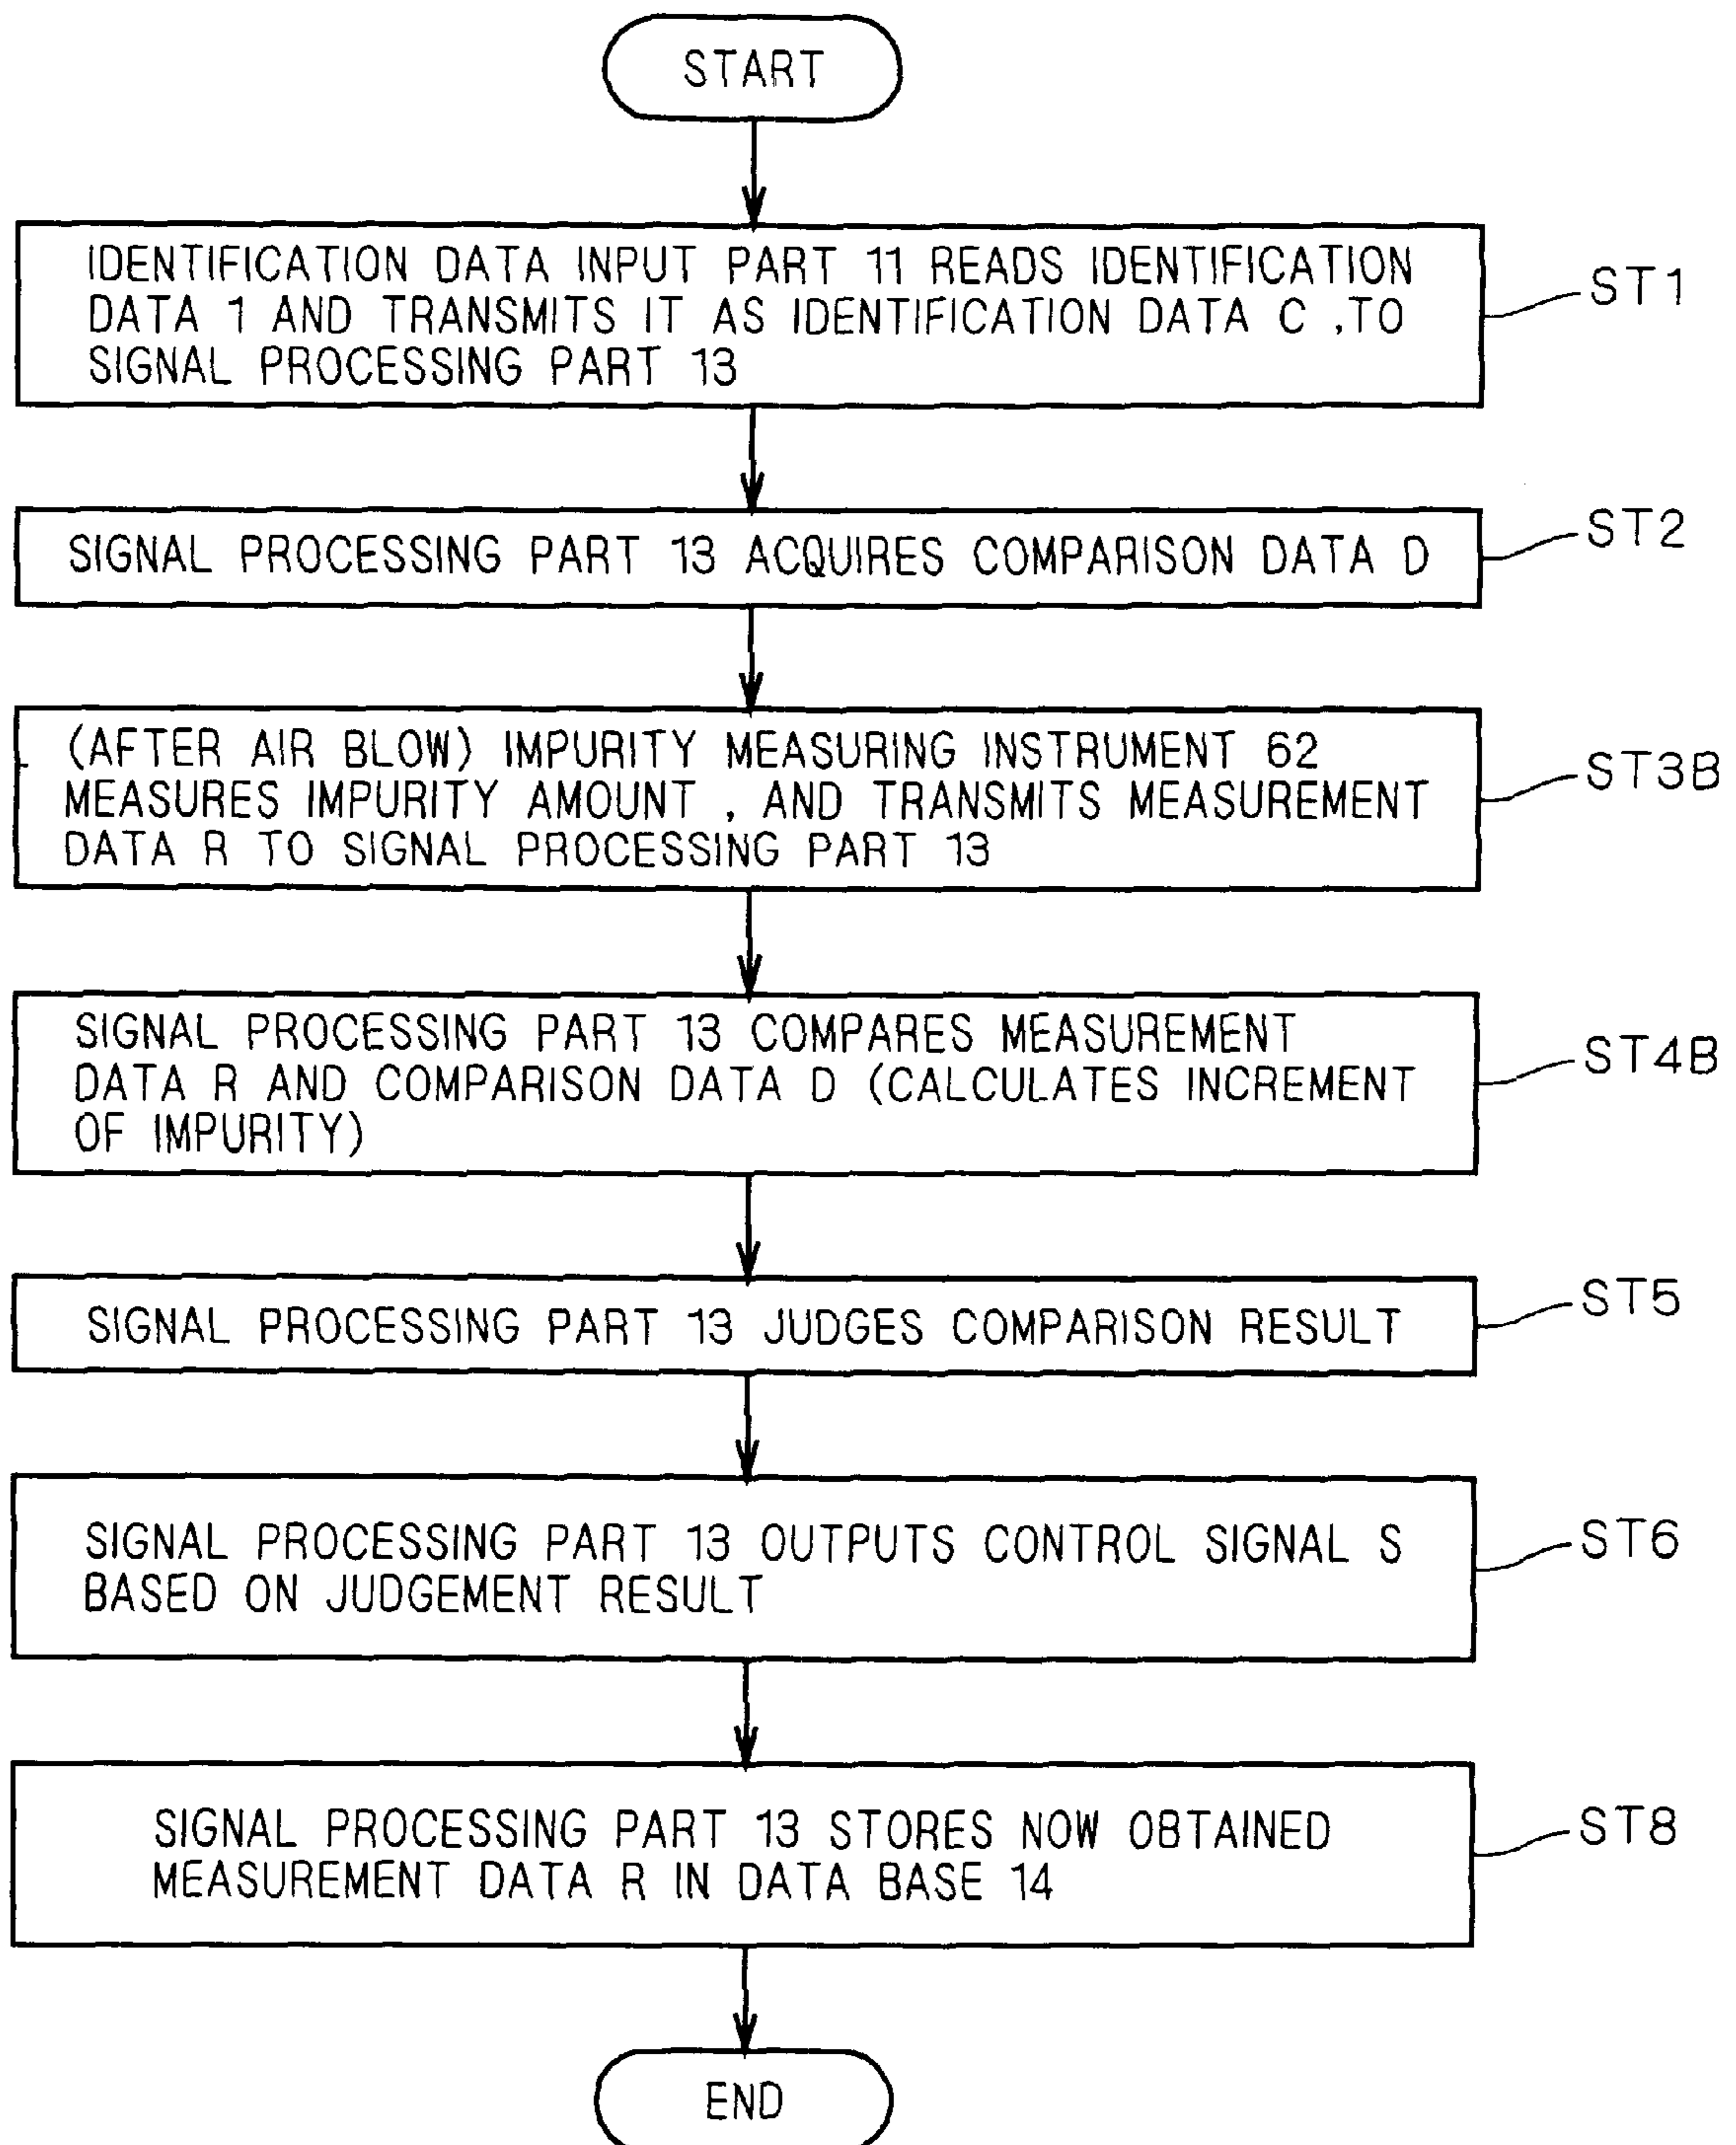 START
IDENTIFICATION DATA INPUT PART 11 READS IDENTIFICATION
DATA 1 AND TRANSMITS IT AS IDENTIFICATION DATA C ,TO
SIGNAL PROCESSING PART 13
ST1
SIGNAL PROCESSING PART 13 ACQUIRES COMPARISON DATA D
ST2
(AFTER AIR BLOW) IMPURITY MEASURING INSTRUMENT 62
MEASURES IMPURITY AMOUNT , AND TRANSMITS MEASUREMENT
DATA R TO SIGNAL PROCESSING PART 13
ST3B
SIGNAL PROCESSING PART 13 COMPARES MEASUREMENT
DATA R AND COMPARISON DATA D (CALCULATES INCREMENT
OF IMPURITY)
ST4B
SIGNAL PROCESSING PART 13 JUDGES COMPARISON RESULT
ST5
SIGNAL PROCESSING PART 13 OUTPUTS CONTROL SIGNAL S
BASED ON JUDGEMENT RESULT
ST6
SIGNAL PROCESSING PART 13 STORES NOW OBTAINED
MEASUREMENT DATA R IN DATA BASE 14
ST8
END